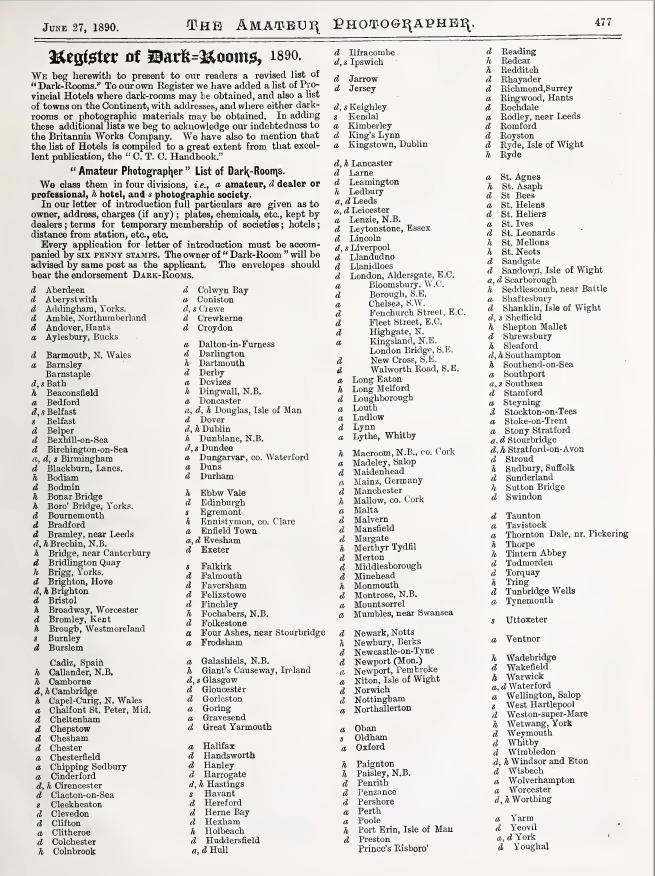 JUNE 27, 1890.
THE AMATEUR PHOTOGRAPHER.
477
Register of Dark=Rooms, 1890.
WE beg herewith to present to our readers a revised list of
"Dark-Rooms." To our own Register we have added a List of Pro-
vincial Hotels where dark-rooms may be obtained, and also a list
of towns on the Continent, with addresses, and where either dark-
rooms or photographic materials may be obtained. In adding
these additional lists we beg to acknowledge our indebtedness to
the Britannia Works Company. We have also to mention that
the list of Hotels is compiled to a great extent from that excel-
lent publication, the "C. T. C. Handbook."
"Amateur Photographer" List of Dark-Rooms.
We class them in four divisions, i.e., a amateur, d dealer or
professional, h hotel, and s photographic society.
In our letter of introduction full particulars are given as to
owner, address, charges (if any); plates, chemicals, etc., kept by
dealers; terms for temporary membership of societies; hotels;
distance from station, etc., etc.
Every application for letter of introduction must be accom-
panied by SIX PENNY STAMPS. The owner of "Dark-Room" will be
advised by same post as the applicant. The envelopes should
bear the endorsement DARK-ROOMS.
d Aberdeen
d Aberystwith
d Addingham, Yorks.
d Amble, Northumberland
d Andover, Hants
a Aylesbury, Bucks
d Barmouth, N. Wales
a Barnsley
Barnstaple
d, s Bath
h Beaconsfield
a Bedford
d, s Belfast
s Belfast
d Belper
d Bexhill-on-Sea
d Birchington-on-Sea
a, d, s Birmingham
d Blackburn, Lancs.
h Bodiam
d Bodmin
h Bonar Bridge
h Boro' Bridge, Yorks.
d Bournemouth
d Bradford
d Bramley, near Leeds
d, h Brechin, N.B.
h Bridge, near Canterbury
d Bridlington Quay
h Brigg, Yorks.
d Brighton, Hove
d, h Brighton
d Bristol
h Broadway, Worcester
d Bromley, Kent
h Brough, Westmoreland
s Burnley
d Burslem
Cadiz, Spain
h Callander, N.B.
h Camborne
d, h Cambridge
h Capel-Curig, N. Wales
a Chalfont St. Peter, Mid.
d Cheltenham
d Chepstow
d Chesham
d Chester
a Chesterfield
a Chipping Sodbury
a Cinderford
d, h Cirencester
d Clacton-on-Sea
s Cleekheaton
d Clevedon
d Clifton
a Clitheroe
d Colchester
h Colnbrook
d Colwyn Bay
a Coniston
d, s Crewe
d Crewkerne
d Croydon
a Dalton-in-Furness
d Darlington
h Dartmouth
d Derby
a Devizes
h Dingwall, N.B.
a Doncaster
a, d, h Douglas, Isle of Man
d Dover
d, h Dublin
h Dunblane, N.B.
d, s Dundee
a Dungarvar, co. Waterford
a Duns
d Durham
h Ebbw Vale
d Edinburgh
s Egremont
h Ennistymon, co. Clare
a Enfield Town
a, d Evesham
d Exeter
s Falkirk
d Falmouth
d Faversham
d Felixstowe
d Finchley
h Fochabers, N.B.
d Folkestone
a Four Ashes, near Stourbridge
a Frodsham
a Galashiels, N.B.
h Giant's Causeway, Ireland
d, s Glasgow
d Gloucester
d Gorleston
a Goring
a Gravesend
d Great Yarmouth
a Halifax
d Handsworth
d Hanley
d Harrogate
d, h Hastings
s Havant
d Hereford
d Herne Bay
d Hexham
h Holbeach
d Huddersfield
a, d Hull
d Ilfracombe
d, s Ipswich
d Jarrow
d Jersey
d, s Keighley
s Kendal
a Kimberley
d King's Lynn
a Kingstown, Dublin
d, h Lancaster
d Larne
d Leamington
h Ledbury
a, d Leeds
a, d Leicester
a Lenzie, N.B.
d Leytonstone, Essex
d Lincoln
d, s Liverpool
d Llandudno
d Llanidloes
d London, Aldersgate, E.C.
a Bloomsbury, W.C.
d Borough, S.E.
a Chelsea, S.W.
d Fenchurch Street, E.C.
d Fleet Street, E.C.
d Highgate, N.
a Kingsland, N.E.
London Bridge, S.E.
d New Cross, S.E.
d Walworth Road, S.E.
a Long Eaton
h Long Melford
d Loughborough
a Louth
a Ludlow
d Lynn
a Lythe, Whitby
h Macroom, N.B., co. Cork
a Madeley, Salop
d Maidenhead
a Mainz, Germany
d Manchester
h Mallow, co. Cork
a Malta
d Malvern
d Mansfield
d Margate
h Merthyr Tydfil
d Merton
d Middlesborough
d Minehead
h Monmouth
d Montrose, N.B.
a Mountsorrel
a Mumbles, near Swansea
d Newark, Notts
h Newbury, Berks
d Newcastle-on-Tyne
d Newport (Mon.)
a Newport, Pembroke
a Niton, Isle of Wight
d Norwich
d Nottingham
a Northallerton
a Oban
s Oldham
a Oxford
h Paignton
h Paisley, N.B.
d Penrith
d Penzance
d Pershore
a Perth
a Poole
h Port Erin, Isle of Man
d Preston
Prince's Risboro'
d Reading
h Redcar
h Redditch
d Rhayader
d Richmond, Surrey
a Ringwood, Hants
d Rochdale
a Rodley, near Leeds
d Romford
d Royston
d Ryde, Isle of Wight
h Ryde
a St. Agnes
h St. Asaph
d St Bees
d St. Helens
d St. Heliers
a St. Ives
d St. Leonards
h St. Mellons
h St. Neots
d Sandgate
d Sandown, Isle of Wight
a, d Scarborough
h Seddlescomb, near Battle
a Shaftesbury
d Shanklin, Isle of Wight
d, s Sheffield
h Shepton Mallet
d Shrewsbury
h Sleaford
d, h Southampton
h Southend-on-Sea
a Southport
a, s Southsea
d Stamford
a Steyning
d Stockton-on-Tees
a Stoke-on-Trent
a Stony Stratford
a, d Stourbridge
d, h Stratford-on-Avon
d Stroud
h Sudbury, Suffolk
d Sunderland
h Sutton Bridge
d Swindon
d Taunton
a Tavistock
a Thornton Dale, nr. Pickering
h Thorpe
h Tintern Abbey
d Todmorden
d Torquay
h Tring
d Tunbridge Wells
a Tynemouth
s Uttoxeter
a Ventnor
h Wadebridge
d Wakefield
h Warwick
a, d Waterford
a Wellington, Salop
s West Hartlepool
d Weston-super-Mare
h Wetwang, York
d Weymouth
d Whitby
d Wimbledon
d, h Windsor and Eton
d Wisbech
a Wolverhampton
a Worcester
d, h Worthing
a Yarm
d Yeovil
a, d York
d Youghal